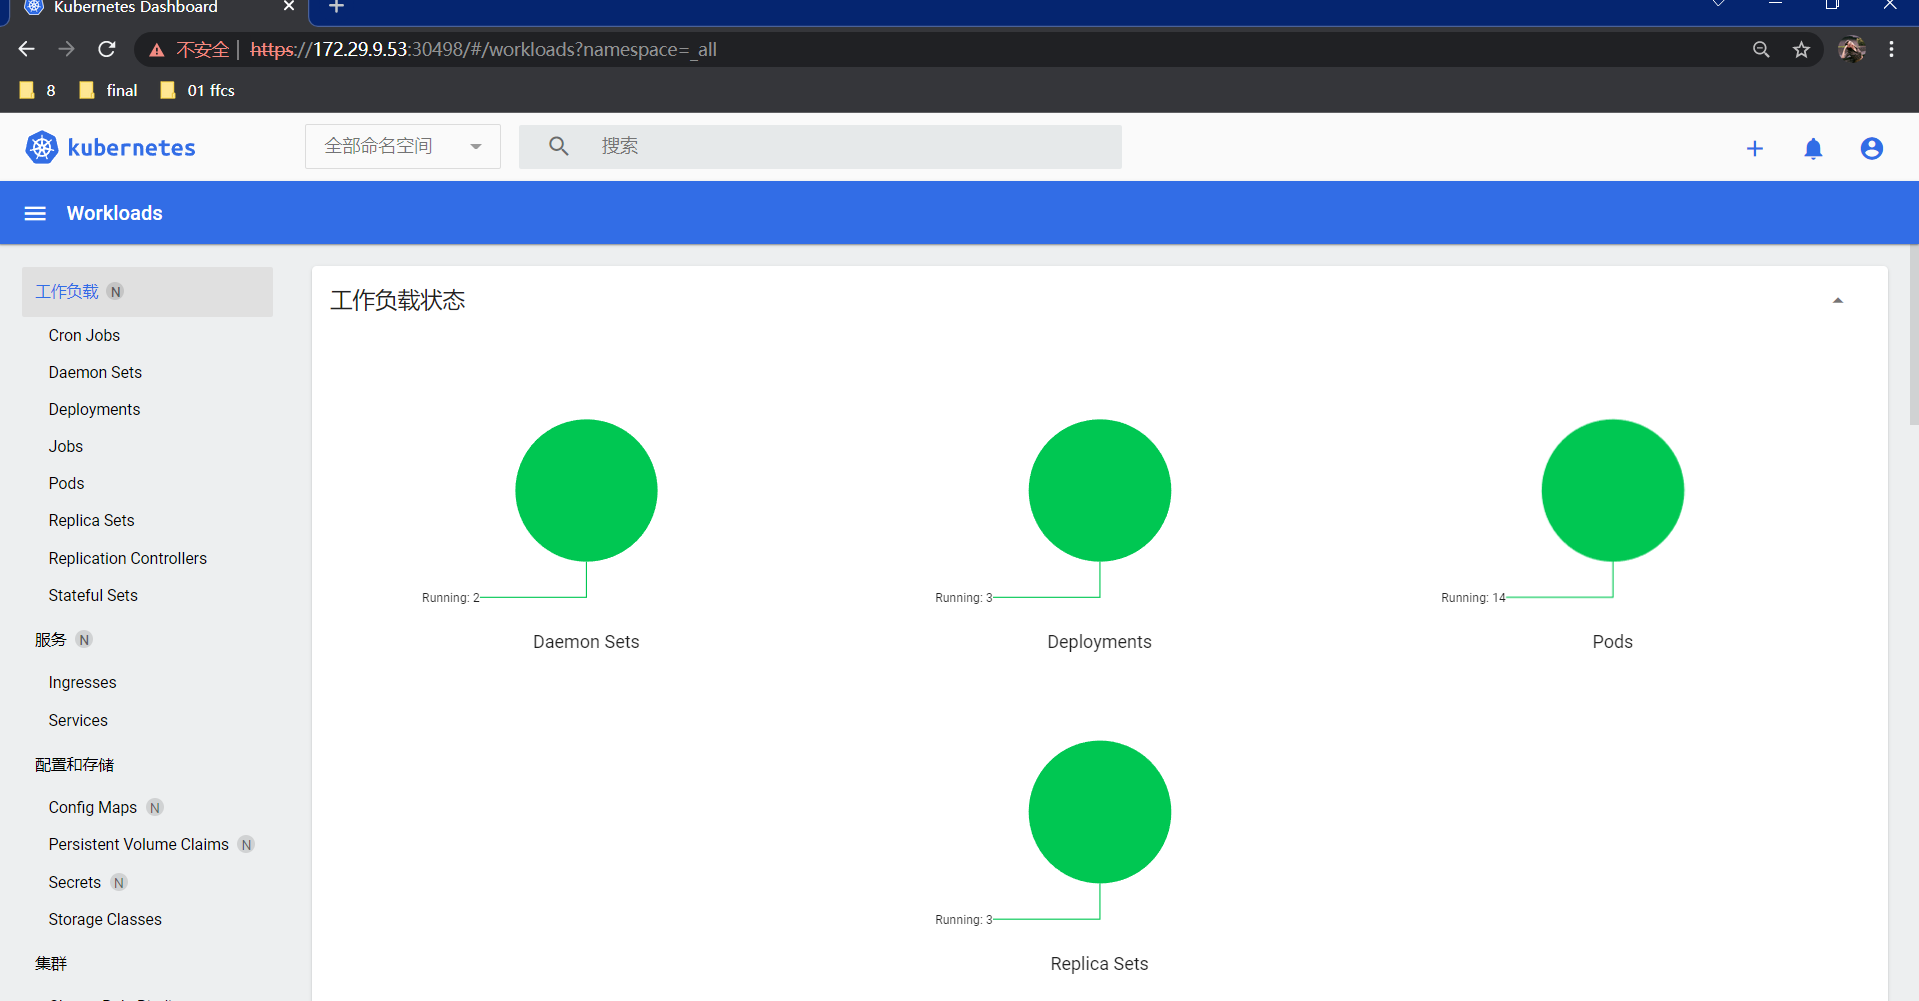 Kubernetes Dashboard
不安全 | https://172.29.9.53:30498/#/workloads?namespace=_all
8 final 01 ffcs
kubernetes 全部命名空间 搜索
Workloads
工作负载 N
Cron Jobs
Daemon Sets
Deployments
Jobs
Pods
Replica Sets
Replication Controllers
Stateful Sets
服务 N
Ingresses
Services
配置和存储
Config Maps N
Persistent Volume Claims N
Secrets N
Storage Classes
集群
工作负载状态
Running: 2
Daemon Sets
Running: 3
Deployments
Running: 14
Pods
Running: 3
Replica Sets